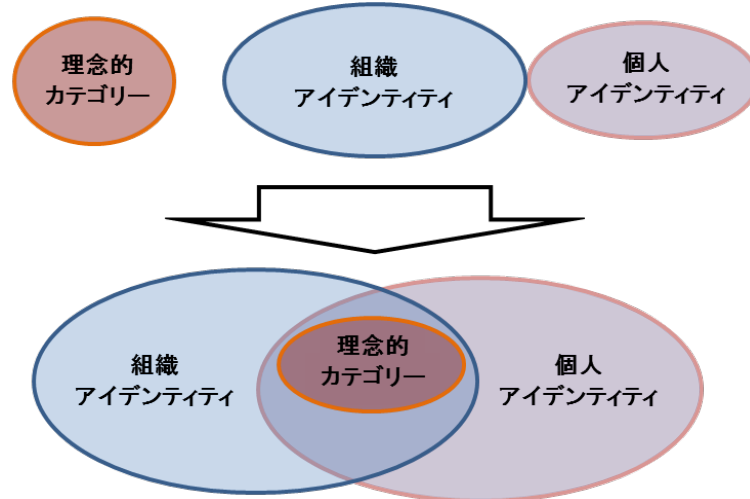 理念的
カテゴリー
組織
アイデンティティ
個人
アイデンティティ
組織
アイデンティティ
理念的
カテゴリー
個人
アイデンティティ